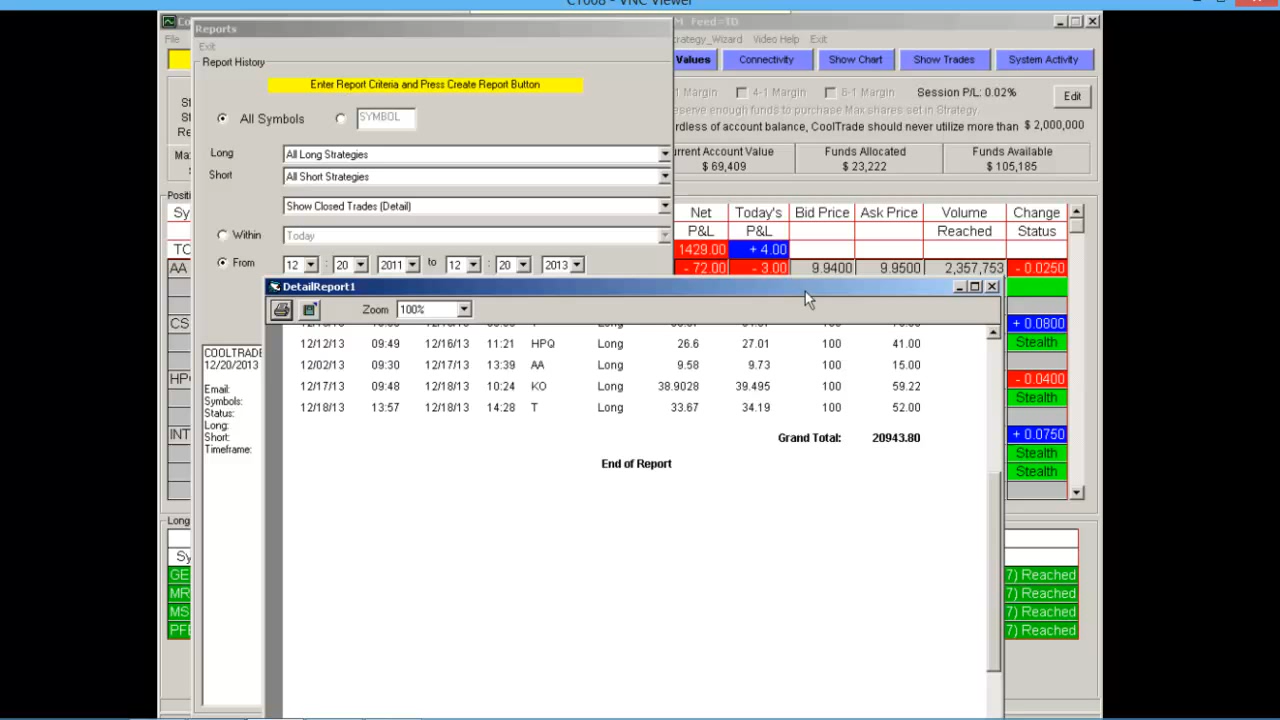 CT008 - VNC Viewer
Reports
M Feed=TD
File
Exit
trategy_Wizard Video Help Exit
Report History
Values Connectivity Show Chart Show Trades System Activity
Enter Report Criteria and Press Create Report Button
1 Margin 4-1 Margin 8-1 Margin Session P/L: 0.02% Edit
All Symbols SYMBOL
eserve enough funds to purchase Max shares set in Strategy.
rdless of account balance, CoolTrade should never utilize more than $ 2,000,000
Long All Long Strategies
Short All Short Strategies
Show Closed Trades (Detail)
Within Today
From 12 : 20 2011 to 12 : 20 2013
urrent Account Value Funds Allocated Funds Available
$ 69,409 $ 23,222 $ 105,185
Positi
Net Today's Bid Price Ask Price Volume Change
P&L P&L Reached Status
1429.00 + 4.00
AA - 72.00 - 3.00 9.9400 9.9500 2,357,753 - 0.0250
CS + 0.0800
Stealth
HP - 0.0400
Stealth
INT + 0.0750
Stealth
Stealth
DetailReport1
Zoom 100%
12/12/13 09:49 12/16/13 11:21 HPQ Long 26.6 27.01 100 41.00
12/02/13 09:30 12/17/13 13:39 AA Long 9.58 9.73 100 15.00
12/17/13 09:48 12/18/13 10:24 KO Long 38.9028 39.495 100 59.22
12/18/13 13:57 12/18/13 14:28 T Long 33.67 34.19 100 52.00
Grand Total: 20943.80
End of Report
COOLTRADE
12/20/2013
Email:
Symbols:
Status:
Long:
Short:
Timeframe:
Long
Sy
GE 7) Reached
MR 7) Reached
MS 7) Reached
PFE 7) Reached